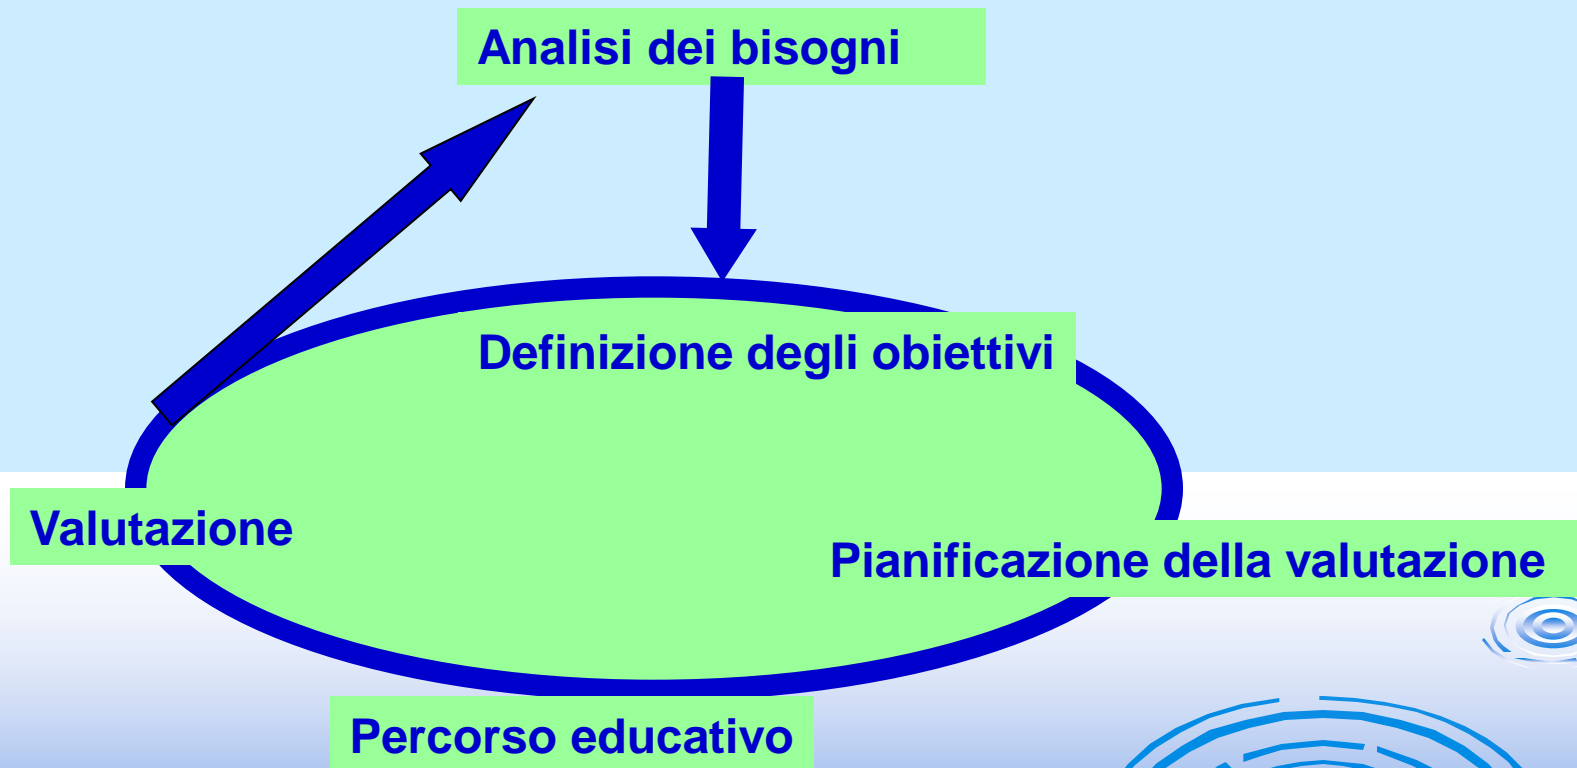 Analisi dei bisogni
Definizione degli obiettivi
Valutazione
Pianificazione della valutazione
Percorso educativo